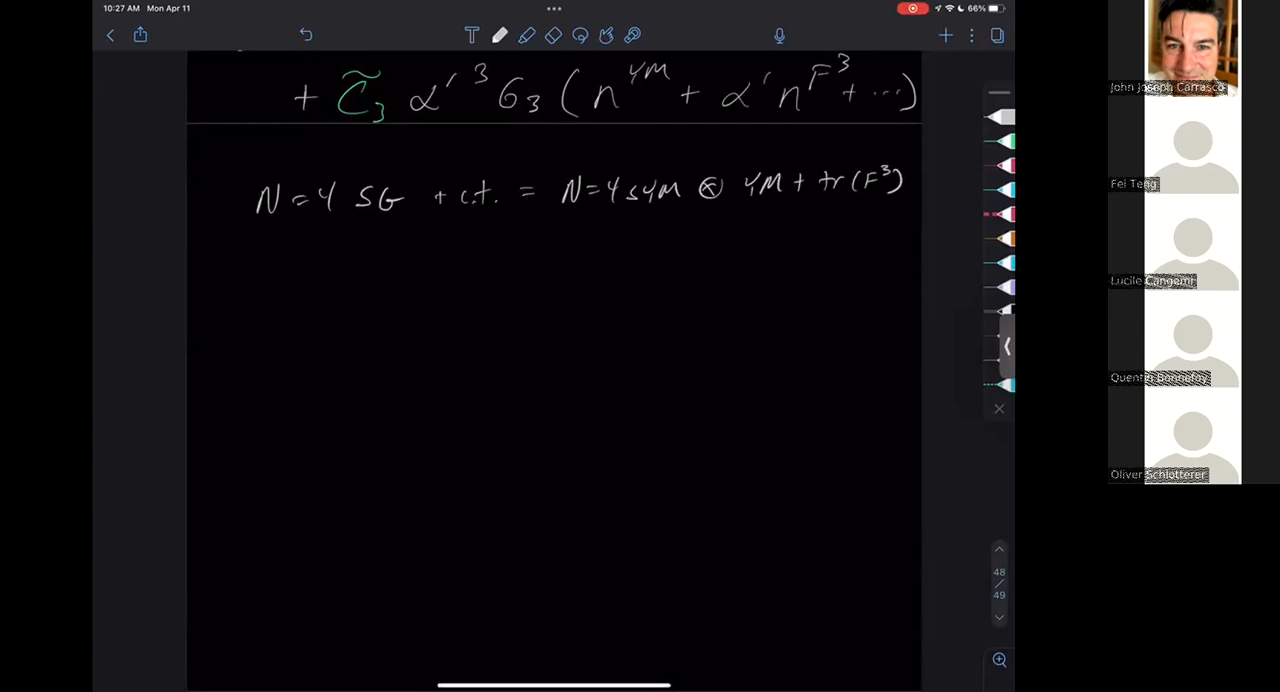 10:27 AM Mon Apr 11
66%
+ C̃₃ α'³ G₃ (n^YM + α' n^F³ + ...)
N=4 SG + c.t. = N=4 SYM ⊗ YM + tr(F³)
48
/
49
John Joseph Carrasco
Fei Teng
Lucile Cangemi
Quentin Bonnefoy
Oliver Schlotterer